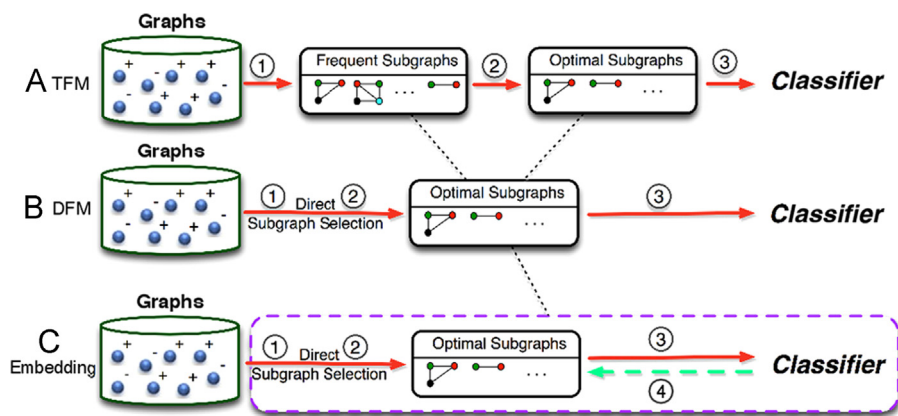 Graphs
+ + + - - - + +
A TFM
①
Frequent Subgraphs
...
②
Optimal Subgraphs
...
③
Classifier
Graphs
+ + - - - + +
B DFM
① Direct ②
Subgraph Selection
Optimal Subgraphs
...
③
Classifier
Graphs
+ + - - - + +
C
Embedding
① Direct ②
Subgraph Selection
Optimal Subgraphs
...
③
④
Classifier